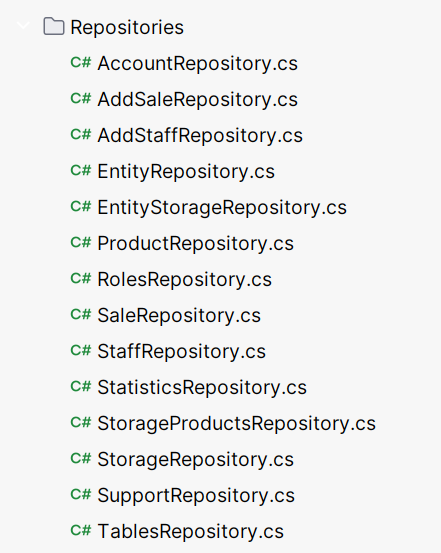 Repositories
C# AccountRepository.cs
C# AddSaleRepository.cs
C# AddStaffRepository.cs
C# EntityRepository.cs
C# EntityStorageRepository.cs
C# ProductRepository.cs
C# RolesRepository.cs
C# SaleRepository.cs
C# StaffRepository.cs
C# StatisticsRepository.cs
C# StorageProductsRepository.cs
C# StorageRepository.cs
C# SupportRepository.cs
C# TablesRepository.cs